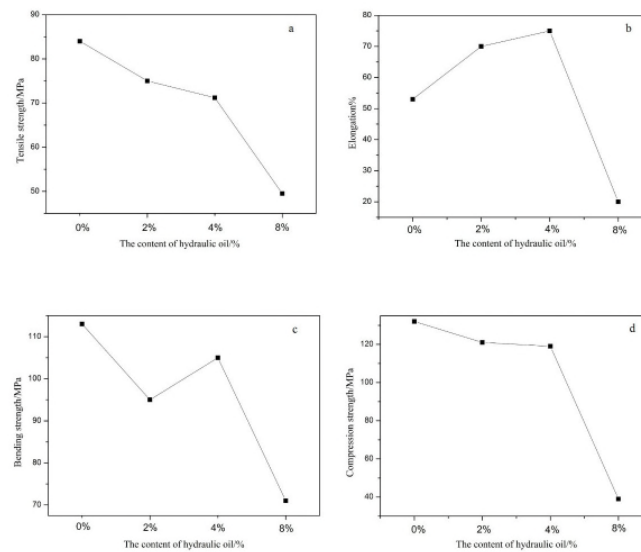 a
90
80
70
60
50
Tensile strength/MPa
0% 2% 4% 8%
The content of hydraulic oil/%
b
80
70
60
50
40
30
20
Elongation%
0% 2% 4% 8%
The content of hydraulic oil/%
c
110
100
90
80
70
Bending strength/MPa
0% 2% 4% 8%
The content of hydraulic oil/%
d
120
100
80
60
40
Compression strength/MPa
0% 2% 4% 8%
The content of hydraulic oil/%